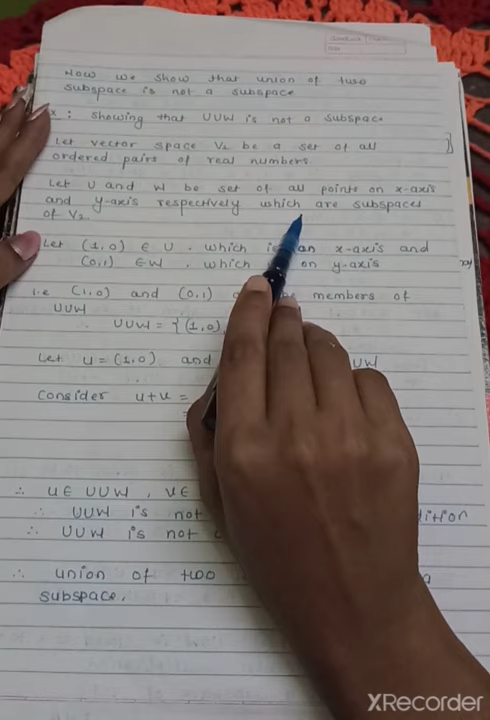 Now we show that union of two
subspace is not a subspace
x: showing that UUW is not a subspace
Let vector space V2 be a set of all
ordered pairs of real numbers.
Let U and W be set of all points on x-axis
and y-axis respectively which are subspaces
of V2.
Let (1,0) ∈ U. which is an x-axis and
(0,1) ∈ W. which on y-axis
i.e (1,0) and (0,1) members of
UUW
∴ UUW = {(1,0),
Let u = (1,0) and UUW
Consider u+v =
=
∴ u∈ UUW, v∈
∴ UUW is not dition
∴ UUW is not
∴ union of two a
subspace.
XRecorder